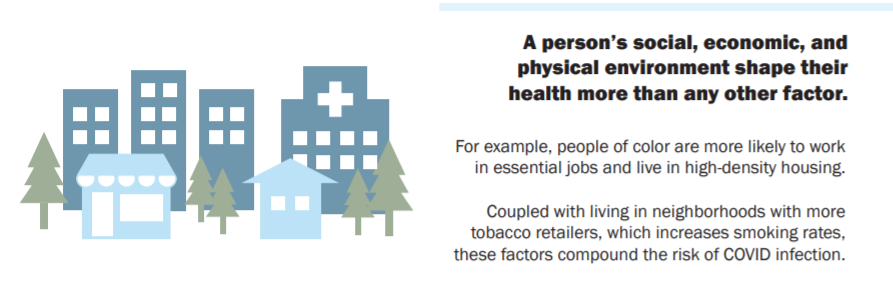 A person's social, economic, and
physical environment shape their
health more than any other factor.
For example, people of color are more likely to work
in essential jobs and live in high-density housing.
Coupled with living in neighborhoods with more
tobacco retailers, which increases smoking rates,
these factors compound the risk of COVID infection.